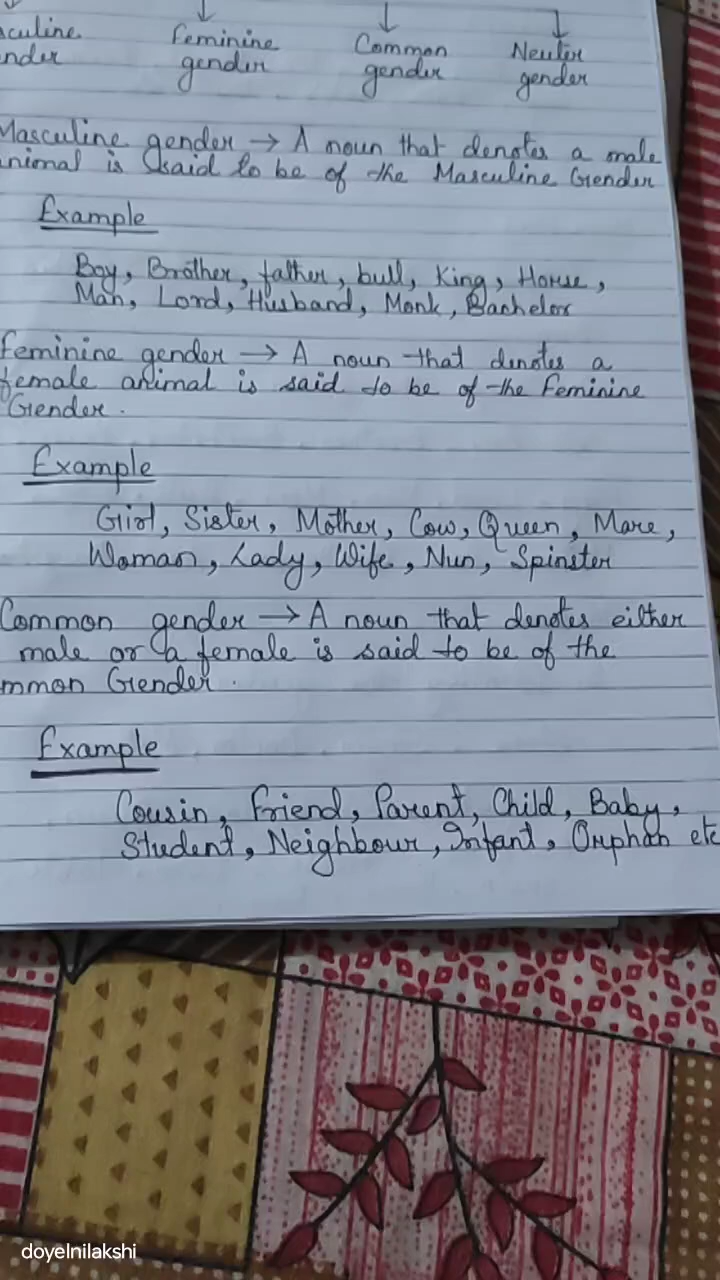 sculine Feminine Common Neuter
nder gender gender gender
Masculine gender → A noun that denotes a male
animal is said to be of the Masculine Gender
Example
Boy, Brother, father, bull, King, Horse,
Man, Lord, Husband, Monk, Bachelor
Feminine gender → A noun that denotes a
female animal is said to be of the Feminine
Gender.
Example
Girl, Sister, Mother, Cow, Queen, Mare,
Woman, Lady, Wife, Nun, Spinster
Common gender → A noun that denotes either
male or a female is said to be of the
mmon Gender.
Example
Cousin, Friend, Parent, Child, Baby,
Student, Neighbour, Infant, Orphan etc
doyelnilakshi